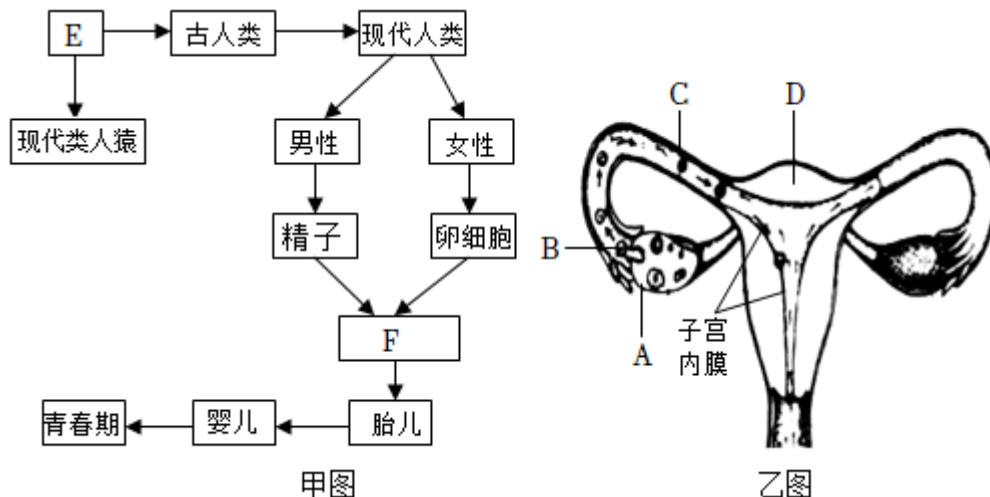 E
古人类
现代人类
现代类人猿
男性
女性
精子
卵细胞
F
青春期
婴儿
胎儿
甲图
C
D
B
A
子宫
内膜
乙图